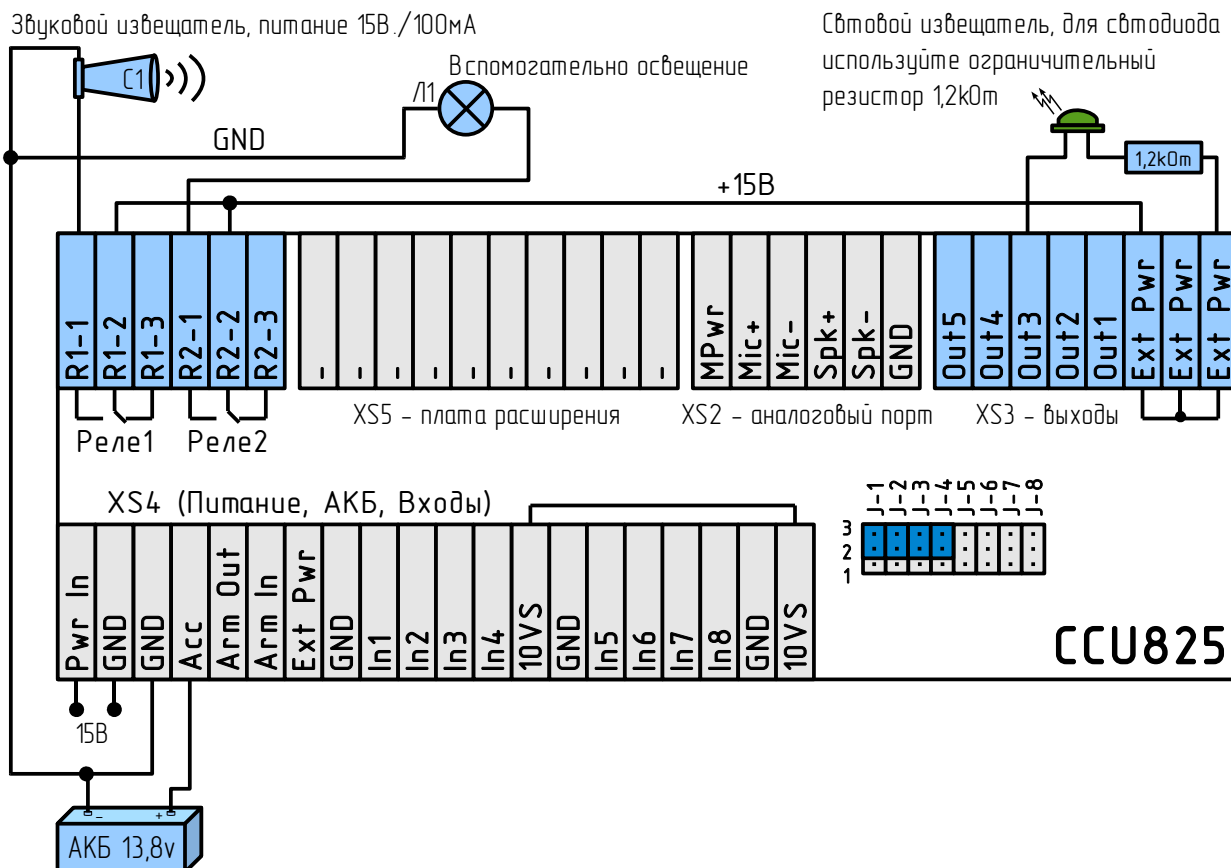 Звуковой извещатель, питание 15В./100мА
С1
Вспомогательно освещение
Л1
GND
Свтовой извещатель, для свтодиода
используйте ограничительный
резистор 1,2kOm
1,2kOm
+15В
R1-1
R1-2
R1-3
R2-1
R2-2
R2-3
-
-
-
-
-
-
-
-
-
-
MPwr
Mic+
Mic-
Spk+
Spk-
GND
Out5
Out4
Out3
Out2
Out1
Ext Pwr
Ext Pwr
Ext Pwr
Реле1
Реле2
XS5 - плата расширения
XS2 - аналоговый порт
XS3 - выходы
XS4 (Питание, АКБ, Входы)
J-1
J-2
J-3
J-4
J-5
J-6
J-7
J-8
3
2
1
Pwr In
GND
GND
Acc
Arm Out
Arm In
Ext Pwr
GND
In1
In2
In3
In4
10VS
GND
In5
In6
In7
In8
GND
10VS
CCU825
15В
- +
АКБ 13,8v